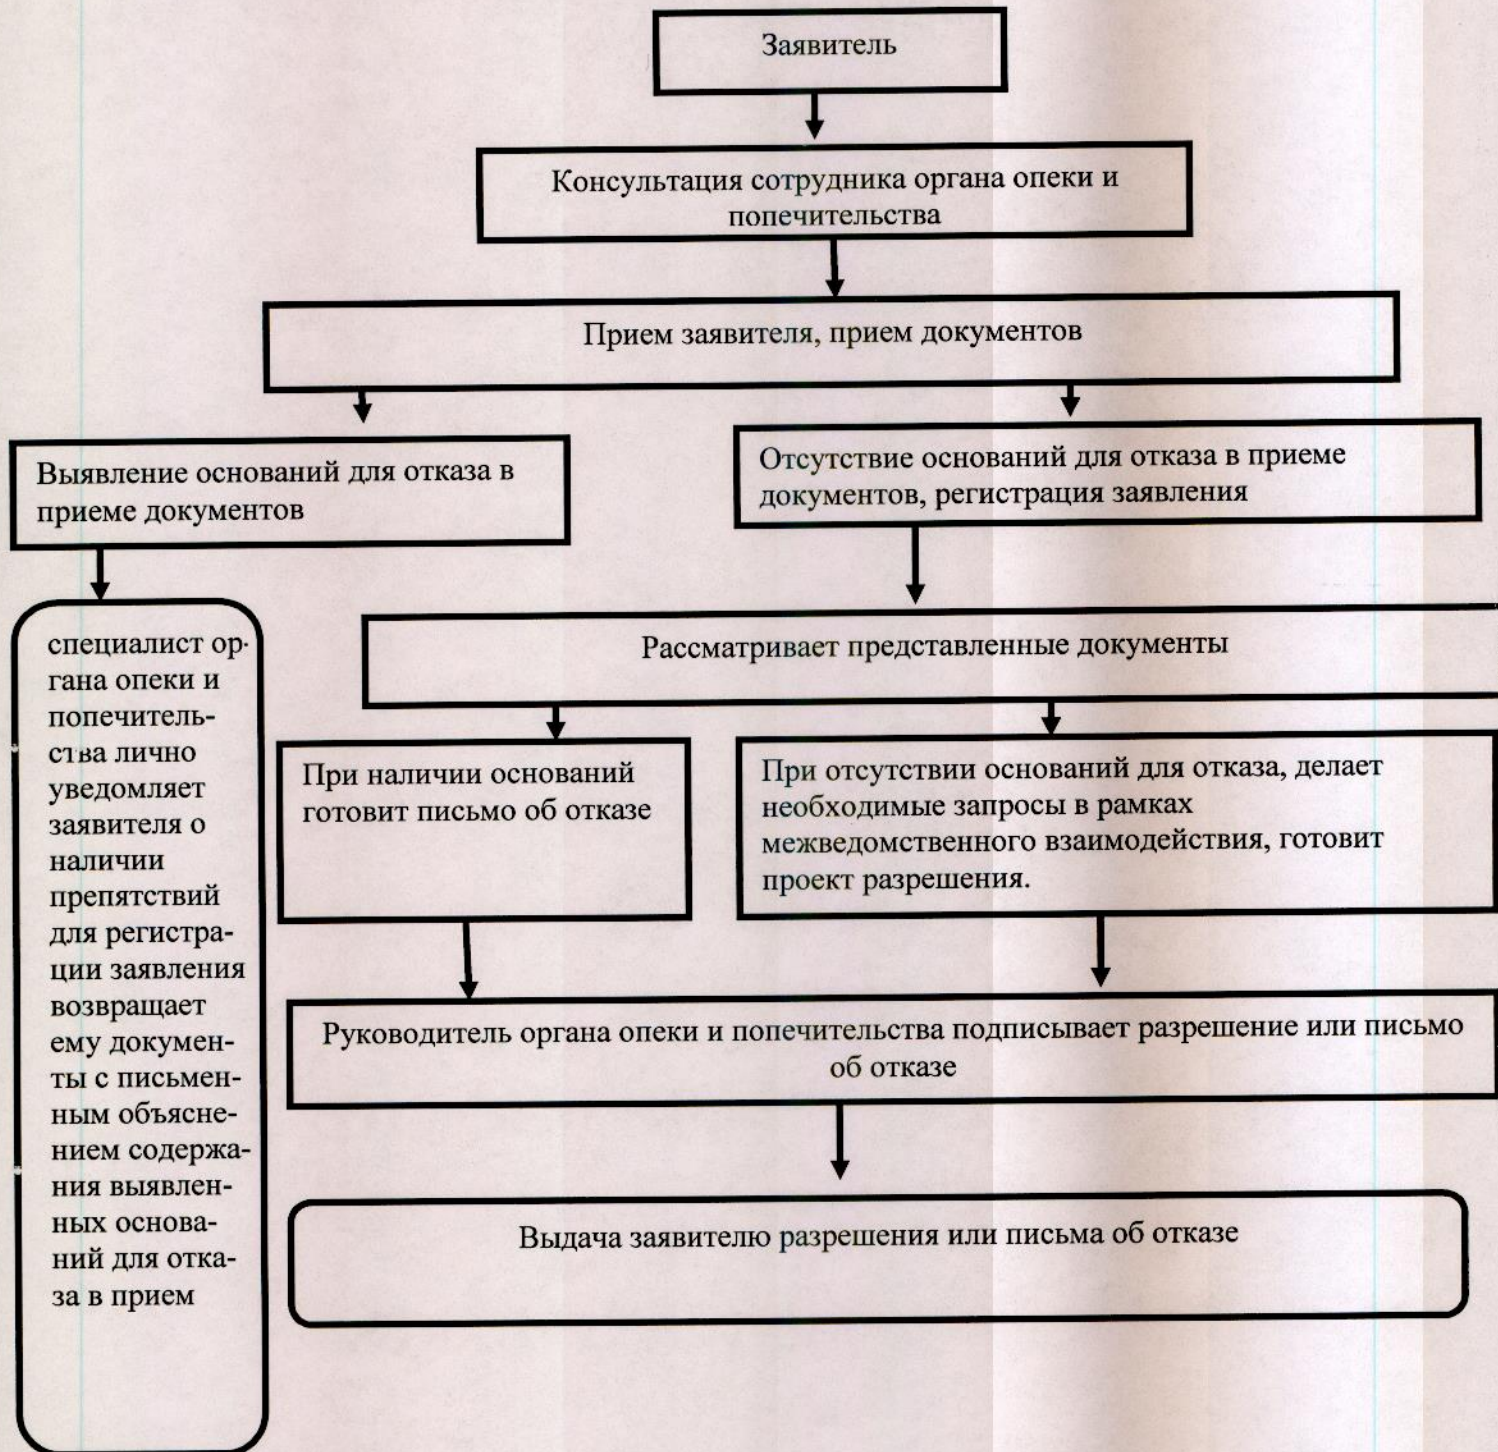 Заявитель
Консультация сотрудника органа опеки и
попечительства
Прием заявителя, прием документов
Выявление оснований для отказа в
приеме документов
Отсутствие оснований для отказа в приеме
документов, регистрация заявления
специалист ор-
гана опеки и
попечитель-
ства лично
уведомляет
заявителя о
наличии
препятствий
для регистра-
ции заявления
возвращает
ему докумен-
ты с письмен-
ным объясне-
нием содержа-
ния выявлен-
ных основа-
ний для отка-
за в прием
Рассматривает представленные документы
При наличии оснований
готовит письмо об отказе
При отсутствии оснований для отказа, делает
необходимые запросы в рамках
межведомственного взаимодействия, готовит
проект разрешения.
Руководитель органа опеки и попечительства подписывает разрешение или письмо
об отказе
Выдача заявителю разрешения или письма об отказе